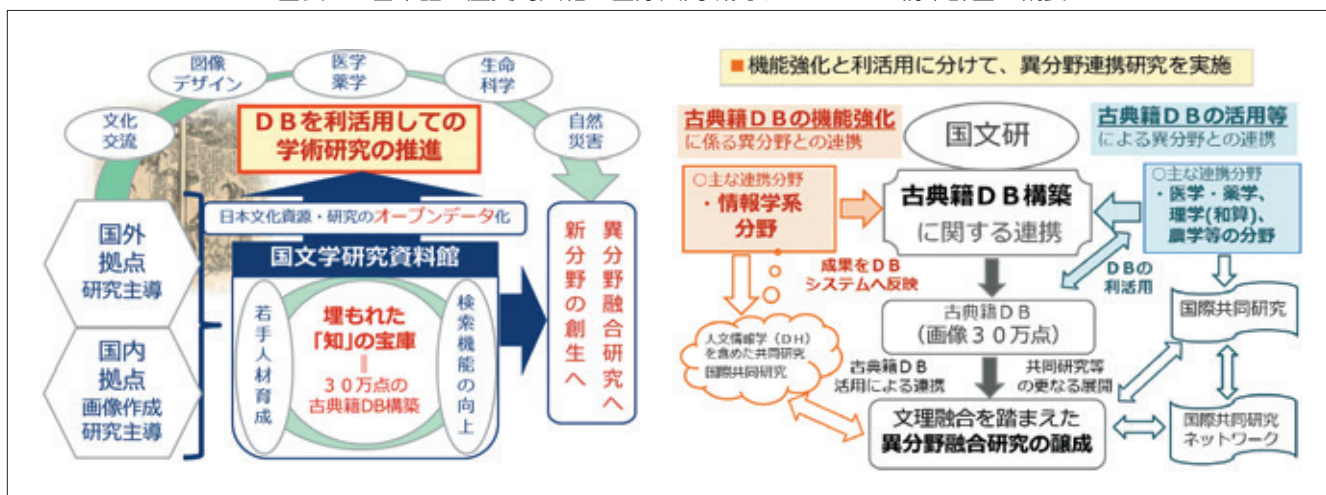 図像
デザイン
医学
薬学
生命
科学
文化
交流
自然
災害
DBを利活用しての
学術研究の推進
日本文化資源・研究のオープンデータ化
国文学研究資料館
国外
拠点
研究主導
国内
拠点
画像作成
研究主導
若手人材育成
埋もれた
「知」の宝庫
＝
３０万点の
古典籍DB構築
検索機能の向上
異分野融合研究へ
新分野の創生へ
■機能強化と利活用に分けて、異分野連携研究を実施
古典籍DBの機能強化
に係る異分野との連携
国文研
古典籍DBの活用等
による異分野との連携
○主な連携分野
・情報学系
分野
古典籍DB構築
に関する連携
○主な連携分野
・医学・薬学、
理学(和算)、
農学等の分野
成果をDB
システムへ反映
DBの
利活用
古典籍DB
(画像３０万点)
国際共同研究
人文情報学（DH）
を含めた共同研究
国際共同研究
古典籍DB
活用による連携
共同研究等
の更なる展開
文理融合を踏まえた
異分野融合研究の醸成
国際共同研究
ネットワーク